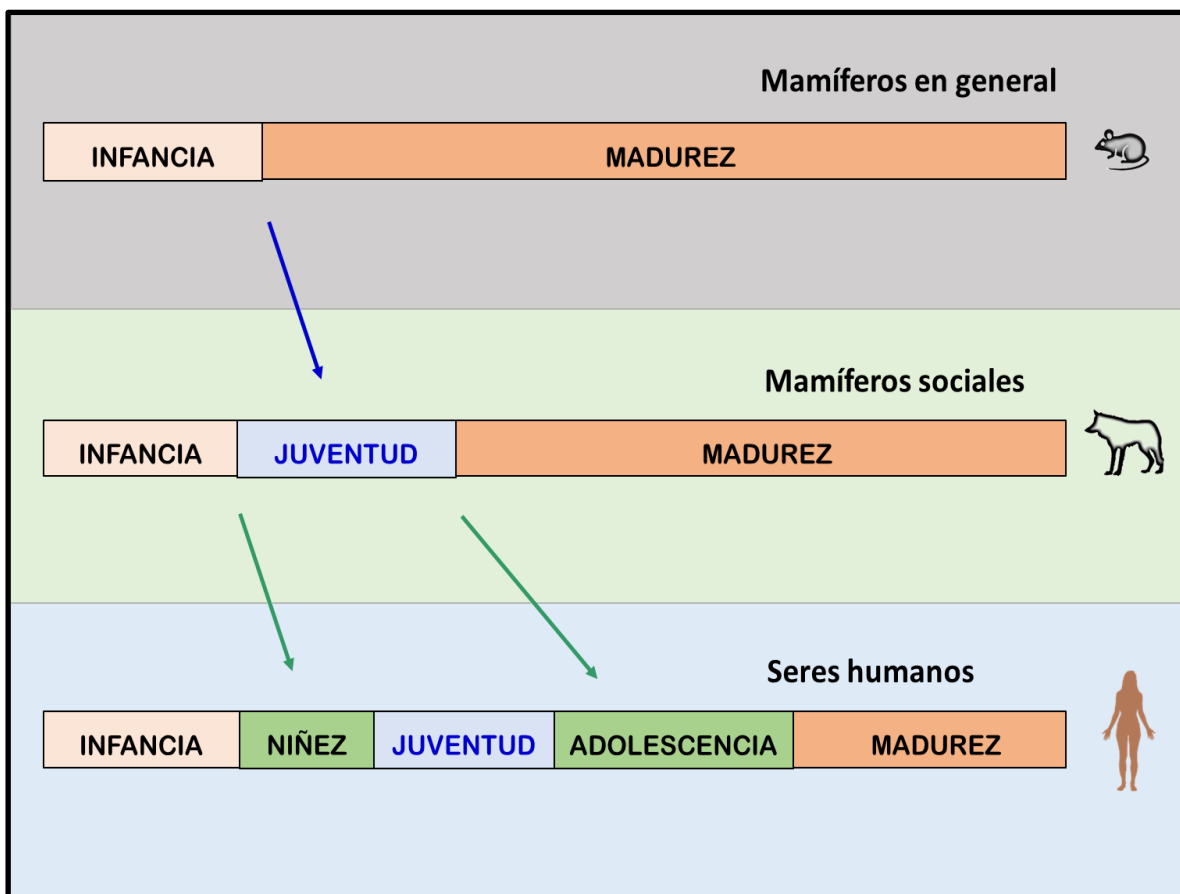 Mamíferos en general
INFANCIA MADUREZ
Mamíferos sociales
INFANCIA JUVENTUD MADUREZ
Seres humanos
INFANCIA NIÑEZ JUVENTUD ADOLESCENCIA MADUREZ